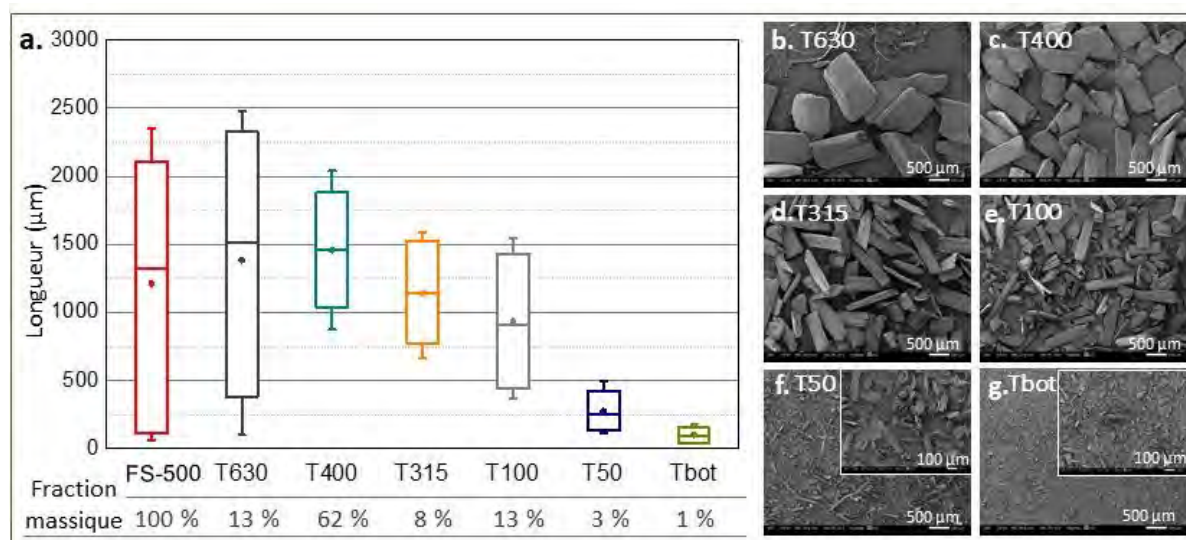 a.
3000
2500
2000
1500
1000
500
0
Longueur (µm)
FS-500 T630 T400 T315 T100 T50 Tbot
Fraction
massique 100 % 13 % 62 % 8 % 13 % 3 % 1 %
b. T630
500 µm
c. T400
500 µm
d. T315
500 µm
e. T100
500 µm
f. T50
100 µm
500 µm
g. Tbot
100 µm
500 µm